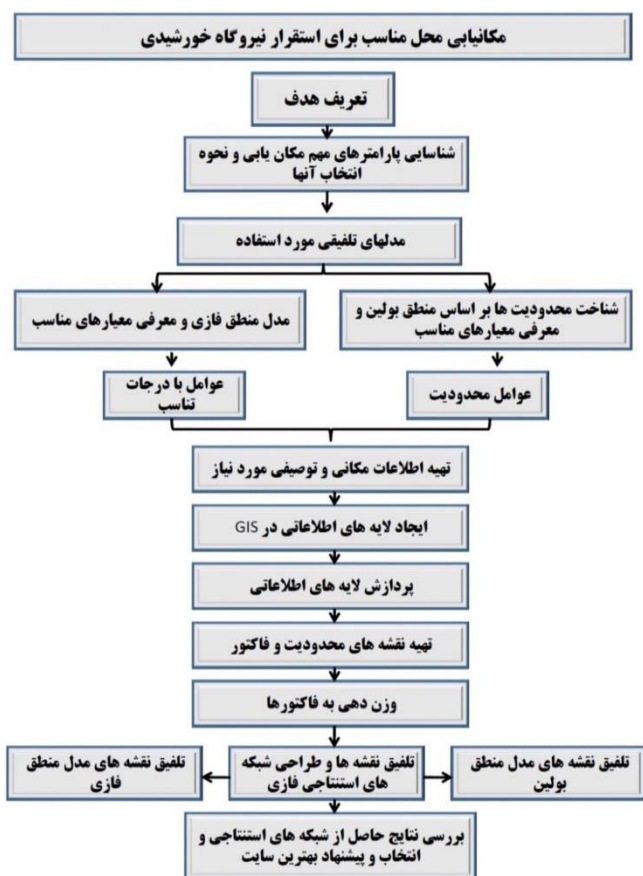 مکانیابی محل مناسب برای استقرار نیروگاه خورشیدی
تعریف هدف
شناسایی پارامترهای مهم مکان یابی و نحوه
انتخاب آنها
مدلهای تلفیقی مورد استفاده
شناخت محدودیت ها بر اساس منطق بولین و
معرفی معیارهای مناسب
مدل منطق فازی و معرفی معیارهای مناسب
عوامل محدودیت
عوامل با درجات
تناسب
تهیه اطلاعات مکانی و توصیفی مورد نیاز
ایجاد لایه های اطلاعاتی در GIS
پردازش لایه های اطلاعاتی
تهیه نقشه های محدودیت و فاکتور
وزن دهی به فاکتورها
تلفیق نقشه های مدل منطق
بولین
تلفیق نقشه ها و طراحی شبکه
های استنتاجی فازی
تلفیق نقشه های مدل منطق
فازی
بررسی نتایج حاصل از شبکه های استنتاجی و
انتخاب و پیشنهاد بهترین سایت